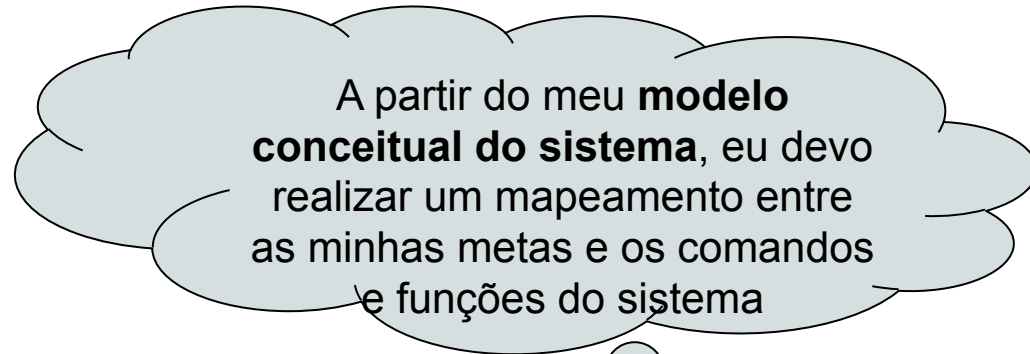 A partir do meu modelo
conceitual do sistema, eu devo
realizar um mapeamento entre
as minhas metas e os comandos
e funções do sistema